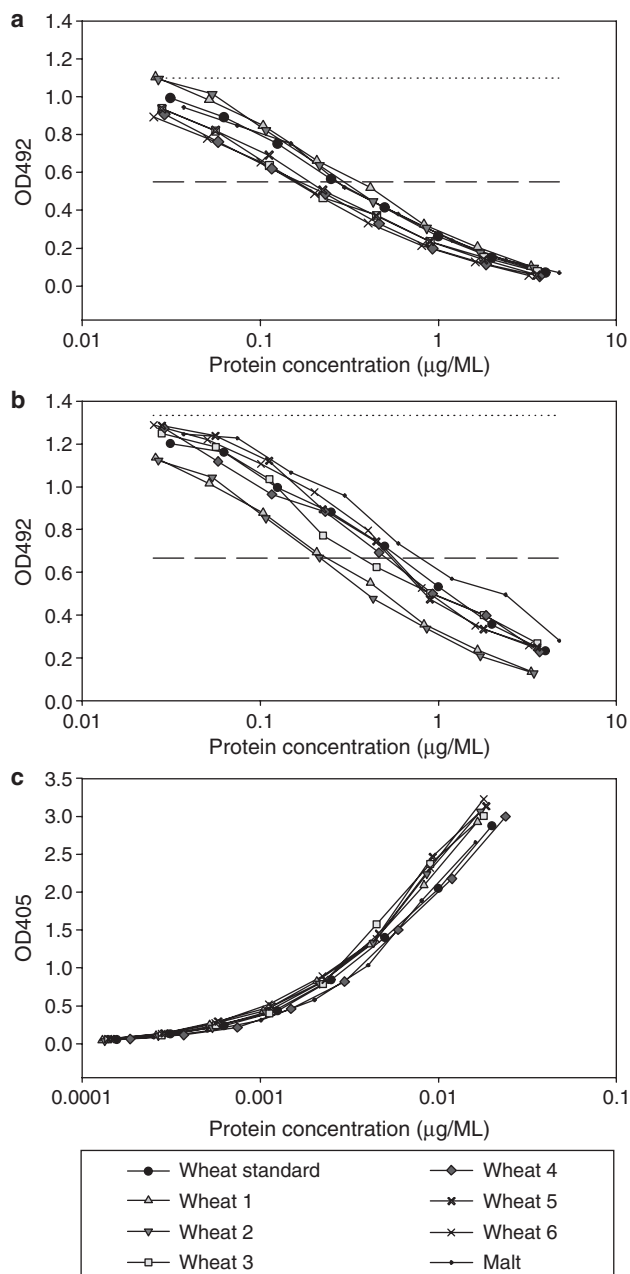 a
1.4
1.2
1.0
0.8
0.6
0.4
0.2
0.0
OD492
0.01
0.1
1
10
Protein concentration (μg/ML)
b
1.4
1.2
1.0
0.8
0.6
0.4
0.2
0.0
OD492
0.01
0.1
1
10
Protein concentration (μg/ML)
c
3.5
3.0
2.5
2.0
1.5
1.0
0.5
0.0
OD405
0.0001
0.001
0.01
0.1
Protein concentration (μg/ML)
Wheat standard
Wheat 1
Wheat 2
Wheat 3
Wheat 4
Wheat 5
Wheat 6
Malt